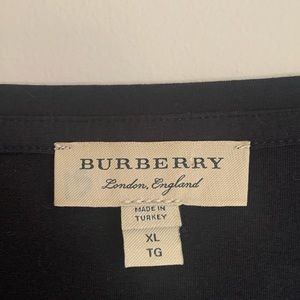 BURBERRY
London, England
MADE IN
TURKEY
XL
TG